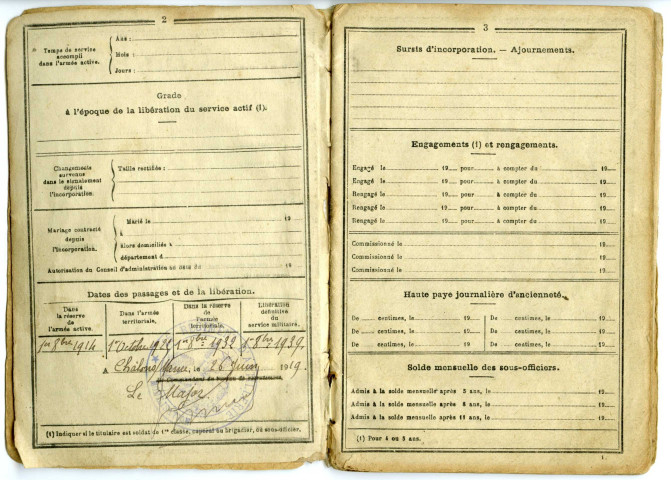 2
Temps de service
accompli
dans l'armée active.
Ans :
Mois :
Jours :
Grade
à l'époque de la libération du service actif (1).
Changements
survenus
dans le signalement
depuis
l'incorporation.
Taille rectifiée :
Mariage contracté
depuis
l'incorporation.
Marié le 19
à
alors domiciliée à
département d
Autorisation du Conseil d'administration en date du 19
Dates des passages et de la libération.
Dans
la réserve
de
l'armée active.
Dans l'armée
territoriale.
Dans la réserve
de
l'armée
territoriale.
Libération
définitive
du
service militaire.
1er 8bre 1914 1er Octbre 1er 8bre 1932 1er 8bre 1939.
A Châlons Marne, le 26 Juin 1919.
Le Commandant du bureau de recrutement,
Le Major
(1) Indiquer si le titulaire est soldat de 1re classe, caporal ou brigadier, ou sous-officier.
3
Sursis d'incorporation. — Ajournements.
Engagements (1) et rengagements.
Engagé le 19 pour à compter du 19
Engagé le 19 pour à compter du 19
Rengagé le 19 pour à compter du 19
Rengagé le 19 pour à compter du 19
Rengagé le 19 pour à compter du 19
Commissionné le 19
Commissionné le 19
Commissionné le 19
Haute paye journalière d'ancienneté.
De centimes, le 19 De centimes, le 19
De centimes, le 19 De centimes, le 19
De centimes, le 19 De centimes, le 19
Solde mensuelle des sous-officiers.
Admis à la solde mensuelle après 5 ans, le 19
Admis à la solde mensuelle après 8 ans, le 19
Admis à la solde mensuelle après 11 ans, le 19
(1) Pour 4 ou 5 ans.
1.